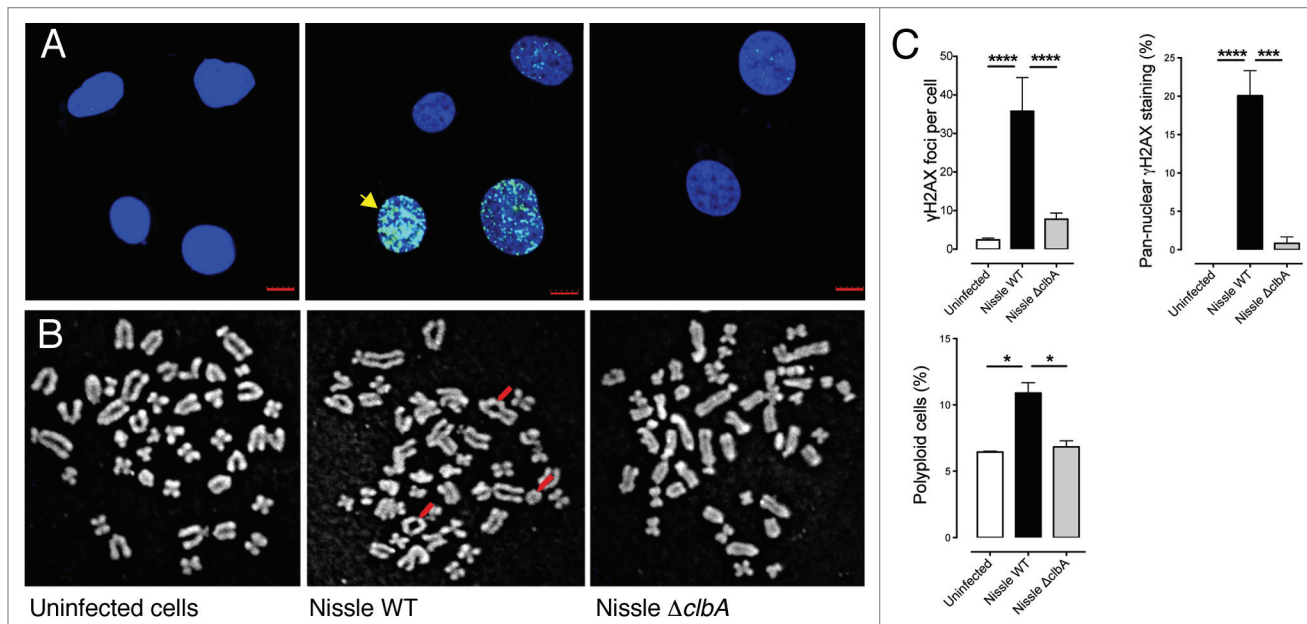 A
B
Uninfected cells
Nissle WT
Nissle ΔclbA
C
γH2AX foci per cell
50
40
30
20
10
0
****
****
Uninfected
Nissle WT
Nissle ΔclbA
Pan-nuclear γH2AX staining (%)
25
20
15
10
5
0
****
***
Uninfected
Nissle WT
Nissle ΔclbA
Polyploid cells (%)
15
10
5
0
*
*
Uninfected
Nissle WT
Nissle ΔclbA